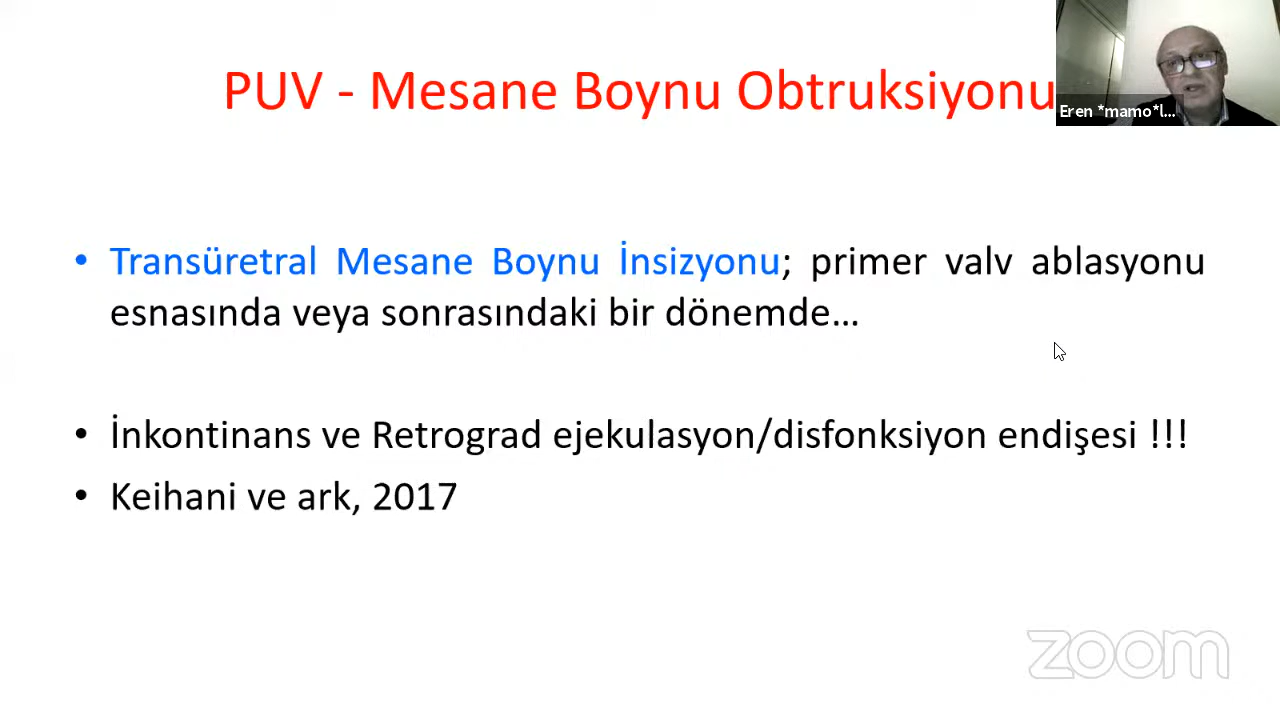 PUV - Mesane Boynu Obtruksiyonu
Eren *mamo*l...
• Transüretral Mesane Boynu İnsizyonu; primer valv ablasyonu
esnasında veya sonrasındaki bir dönemde...
• İnkontinans ve Retrograd ejekulasyon/disfonksiyon endişesi !!!
• Keihani ve ark, 2017
zoom